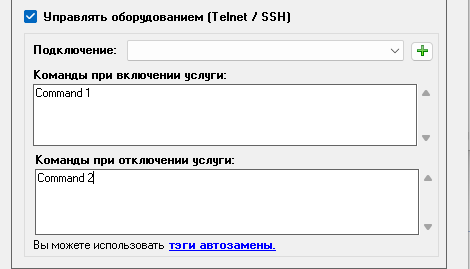 Управлять оборудованием (Telnet / SSH)
Подключение:
Команды при включении услуги:
Command 1
Команды при отключении услуги:
Command 2
Вы можете использовать тэги автозамены.